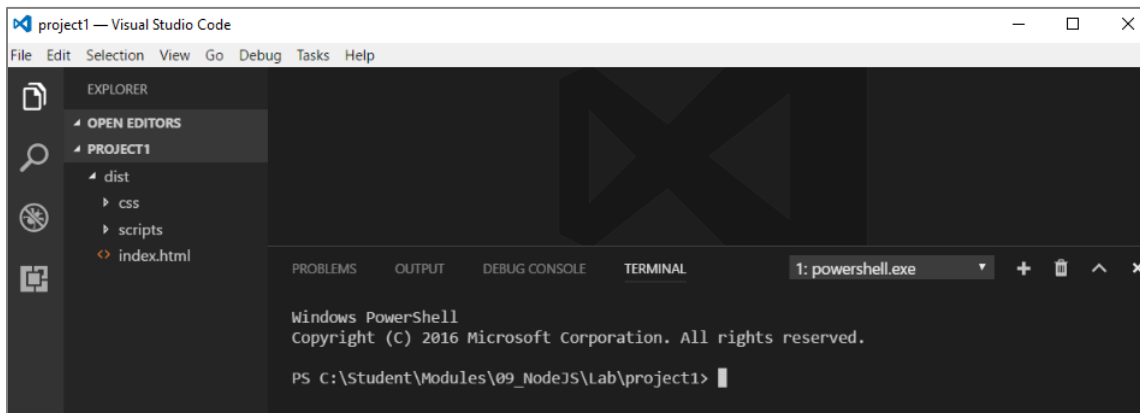 project1 — Visual Studio Code
File Edit Selection View Go Debug Tasks Help
EXPLORER
OPEN EDITORS
PROJECT1
dist
css
scripts
<> index.html
PROBLEMS OUTPUT DEBUG CONSOLE TERMINAL 1: powershell.exe
Windows PowerShell
Copyright (C) 2016 Microsoft Corporation. All rights reserved.
PS C:\Student\Modules\09_NodeJS\Lab\project1>